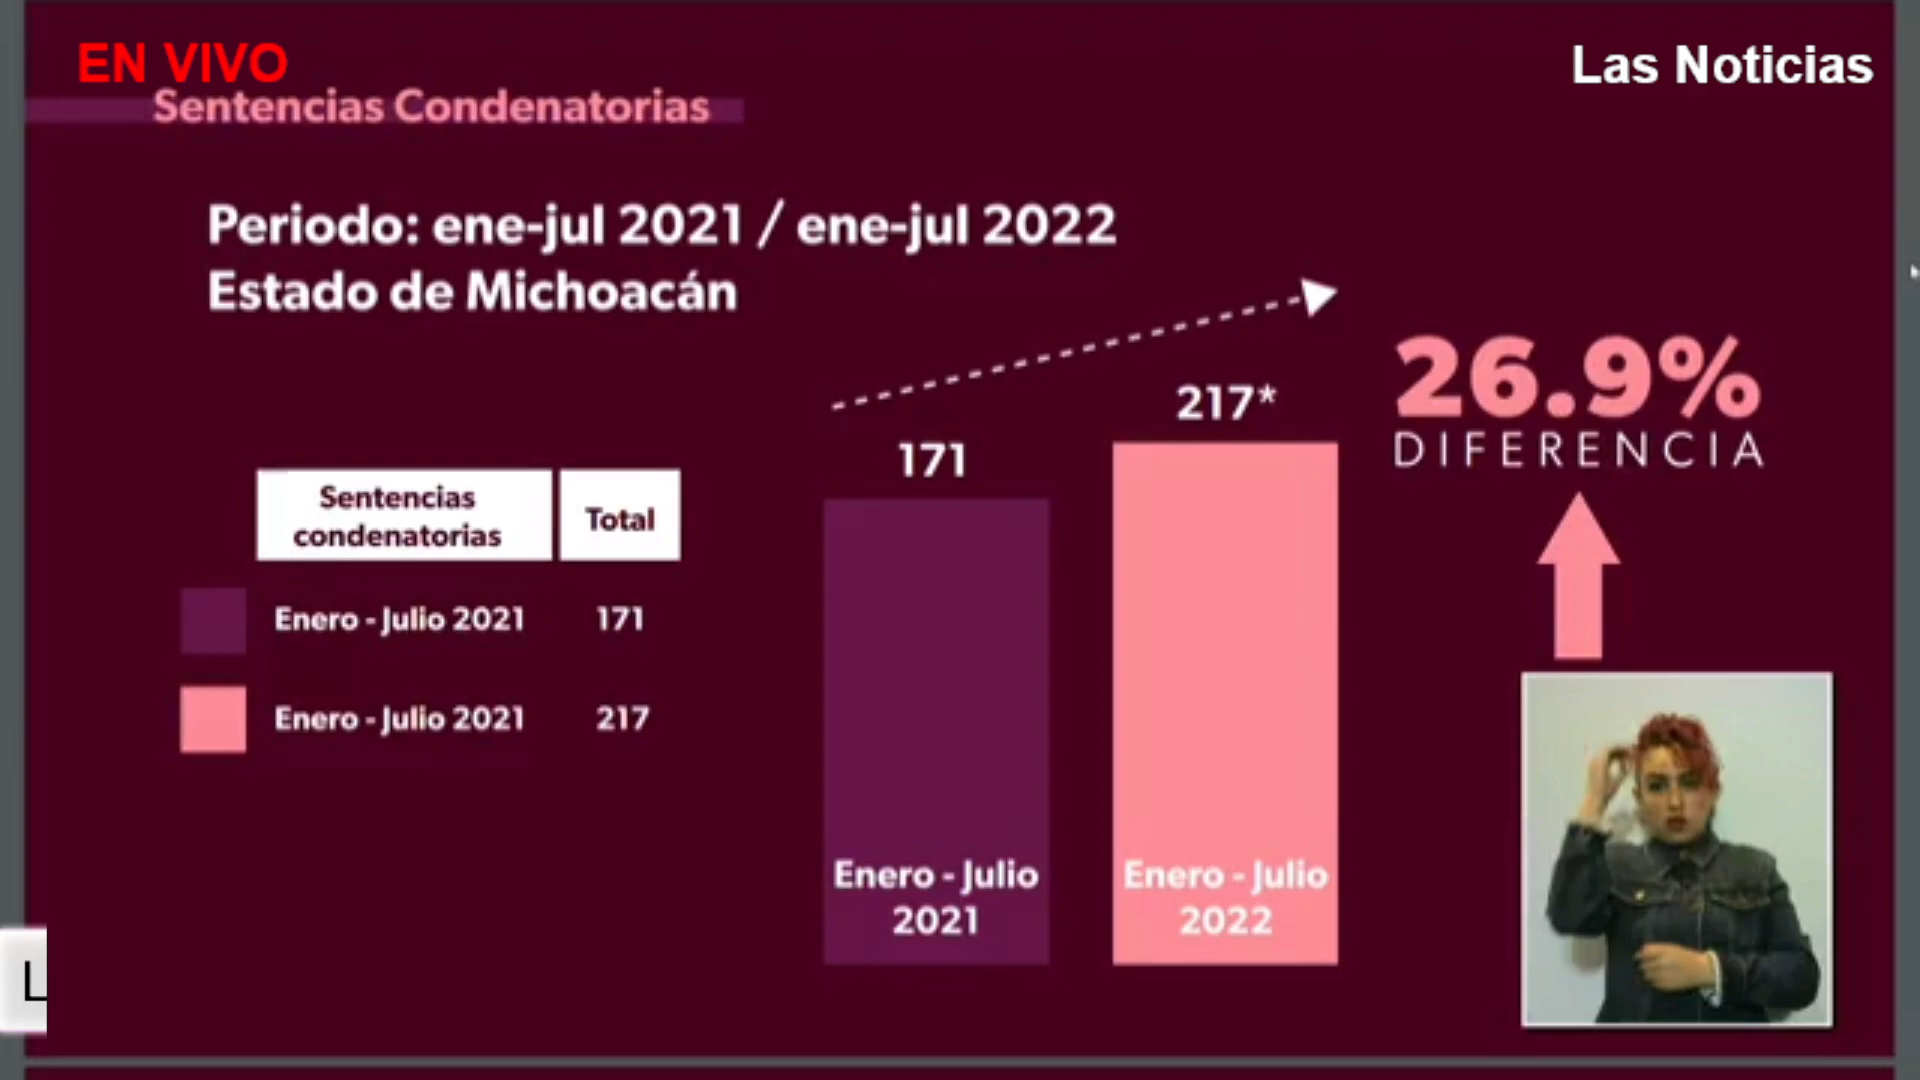 EN VIVO
Las Noticias
Sentencias Condenatorias
Periodo: ene-jul 2021 / ene-jul 2022
Estado de Michoacán
26.9%
DIFERENCIA
217*
171
Sentencias
condenatorias
Total
Enero - Julio 2021 171
Enero - Julio 2021 217
Enero - Julio
2021
Enero - Julio
2022
L